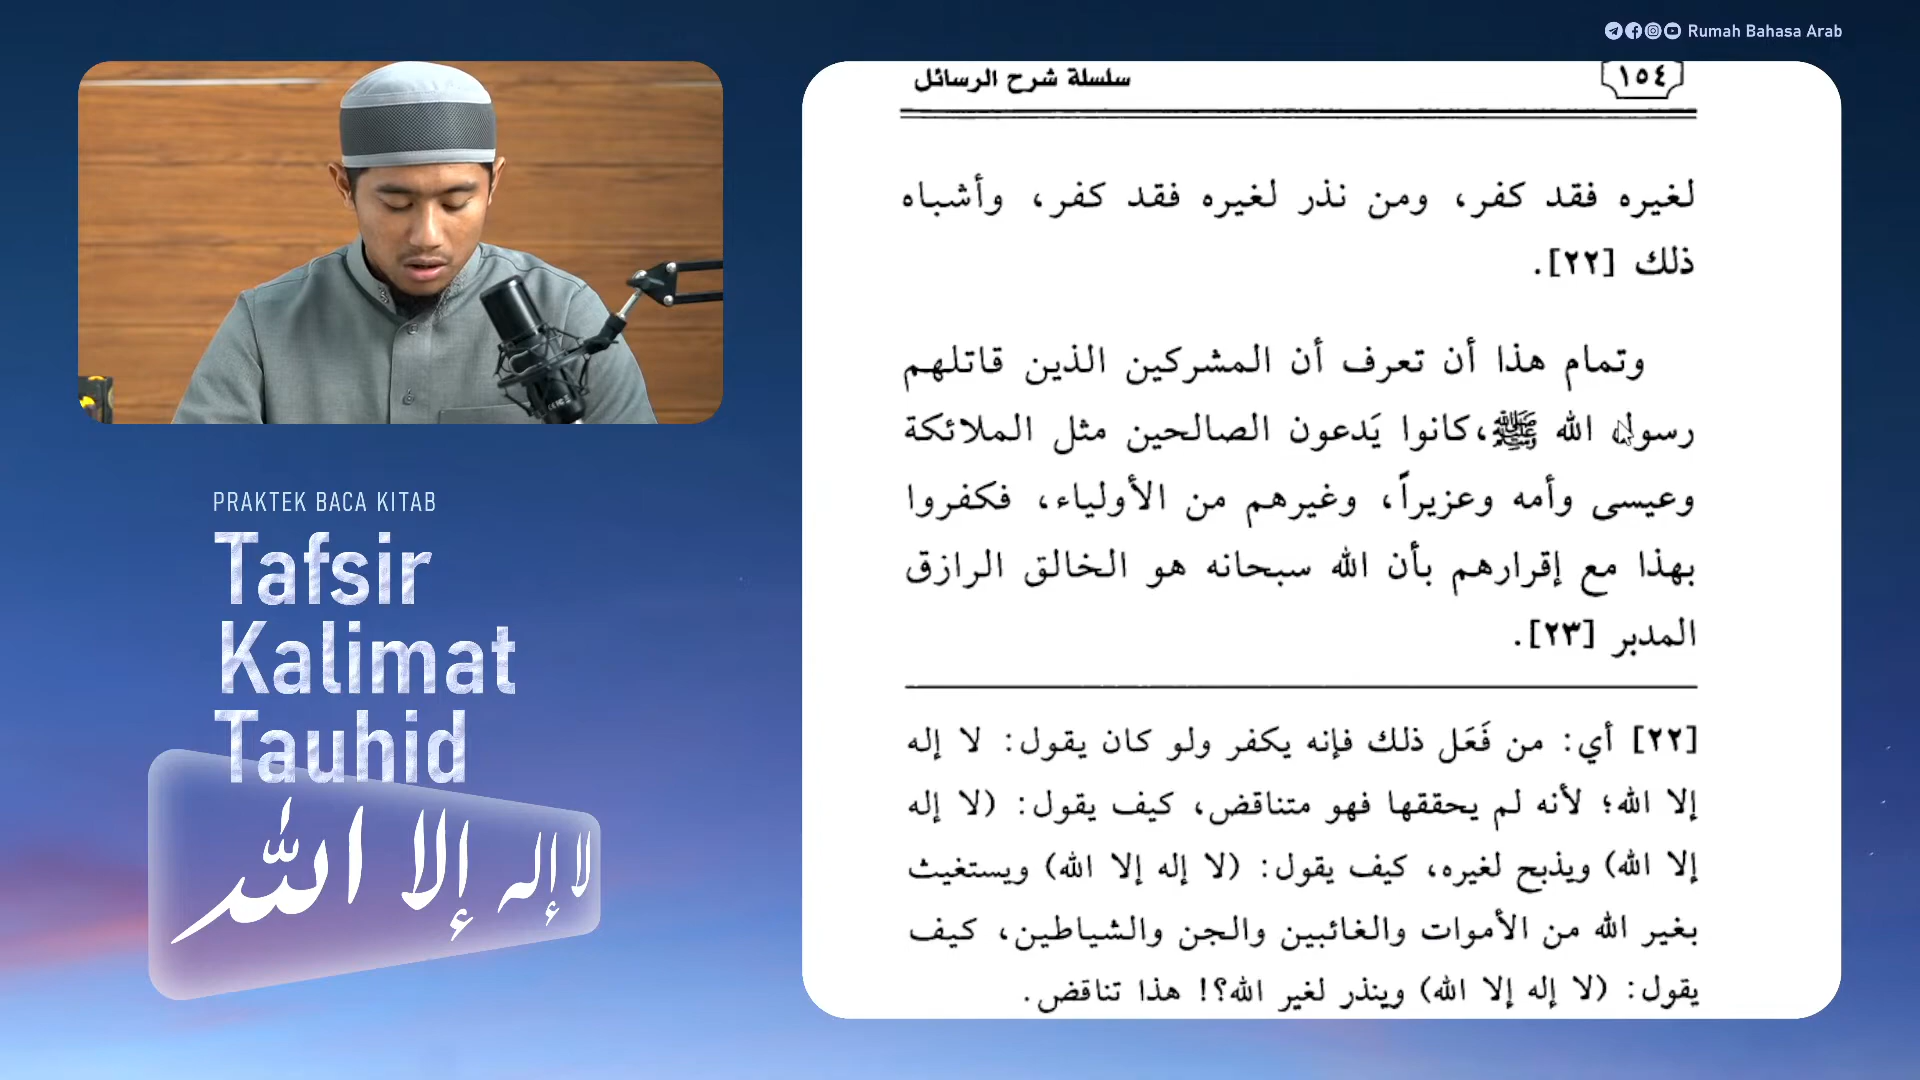 Rumah Bahasa Arab
PRAKTEK BACA KITAB
Tafsir
Kalimat
Tauhid
لا إله إلا الله
١٥٤
سلسلة شرح الرسائل
لغيره فقد كفر، ومن نذر لغيره فقد كفر، وأشباه
ذلك [٢٢].
وتمام هذا أن تعرف أن المشركين الذين قاتلهم
رسول الله ﷺ، كانوا يَدعون الصالحين مثل الملائكة
وعيسى وأمه وعزيراً، وغيرهم من الأولياء، فكفروا
بهذا مع إقرارهم بأن الله سبحانه هو الخالق الرازق
المدبر [٢٣].
[٢٢] أي: من فَعَل ذلك فإنه يكفر ولو كان يقول: لا إله
إلا الله؛ لأنه لم يحققها فهو متناقض، كيف يقول: (لا إله
إلا الله) ويذبح لغيره، كيف يقول: (لا إله إلا الله) ويستغيث
بغير الله من الأموات والغائبين والجن والشياطين، كيف
يقول: (لا إله إلا الله) وينذر لغير الله؟! هذا تناقض.